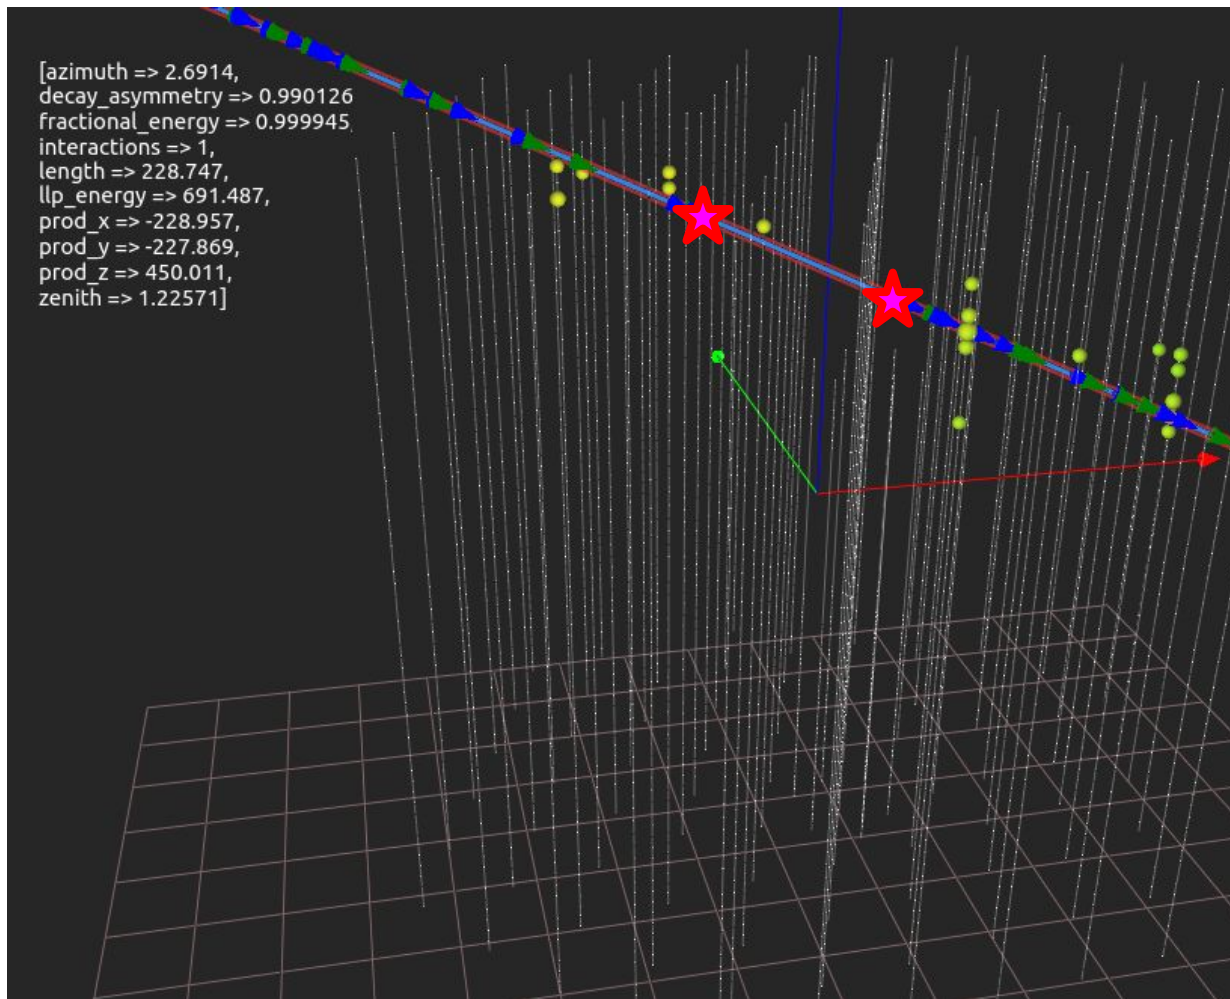 [azimuth => 2.6914,
decay_asymmetry => 0.990126
fractional_energy => 0.999945,
interactions => 1,
length => 228.747,
llp_energy => 691.487,
prod_x => -228.957,
prod_y => -227.869,
prod_z => 450.011,
zenith => 1.22571]